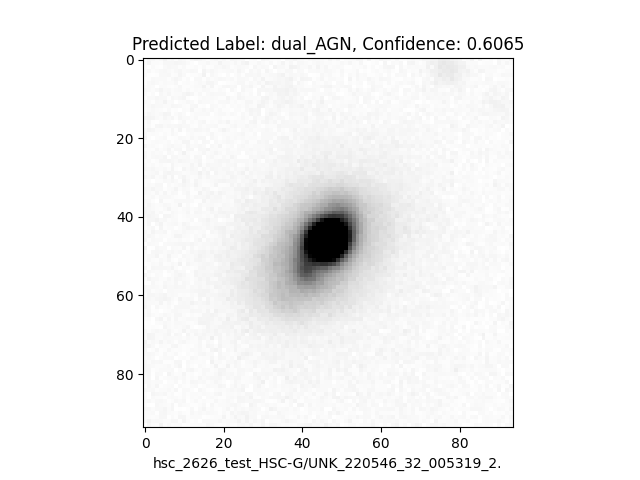 Predicted Label: dual_AGN, Confidence: 0.6065
0
20
40
60
80
0 20 40 60 80
hsc_2626_test_HSC-G/UNK_220546_32_005319_2.